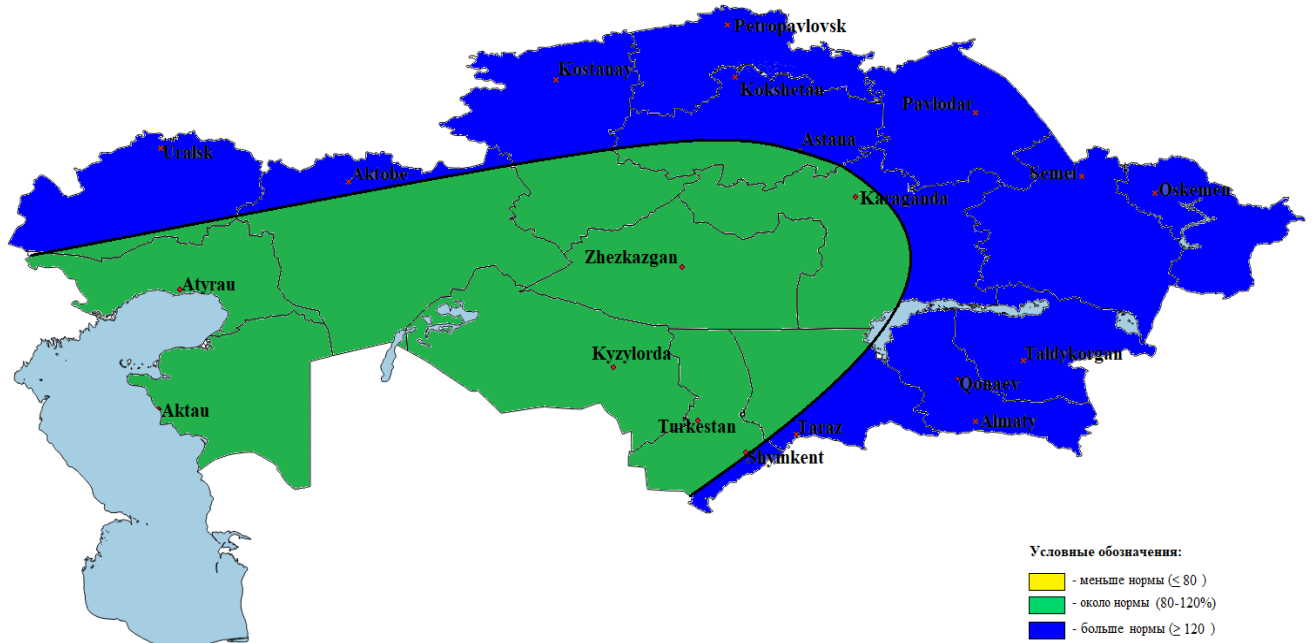 Petropavlovsk
Kostanay
Kokshetau
Pavlodar
Astana
Uralsk
Aktobe
Semei
Oskemen
Karaganda
Zhezkazgan
Atyrau
Kyzylorda
Taldykorgan
Qonaev
Aktau
Turkestan
Taraz
Almaty
Shymkent
Условные обозначения:
- меньше нормы (≤ 80 )
- около нормы (80-120%)
- больше нормы (≥ 120 )